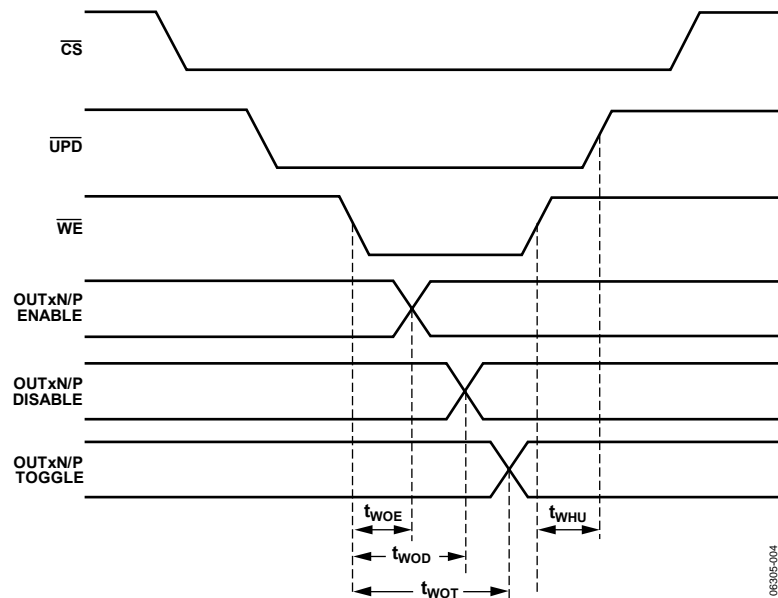 CS
UPD
WE
OUTxN/P
ENABLE
OUTxN/P
DISABLE
OUTxN/P
TOGGLE
tWOE
tWHU
tWOD
tWOT
06305-004